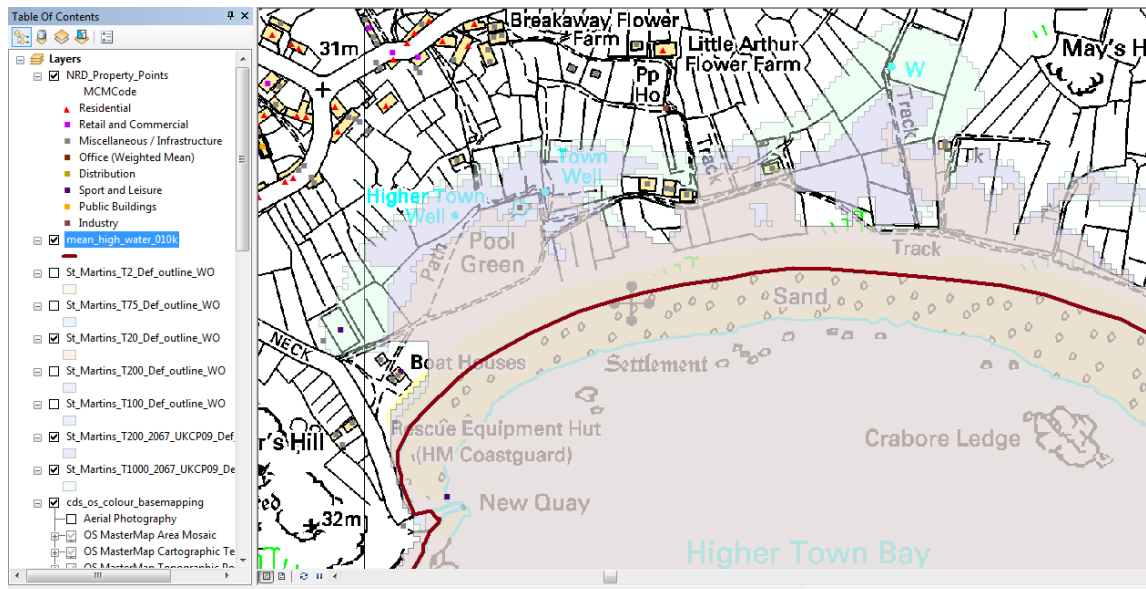 Table Of Contents
Layers
NRD_Property_Points
MCMCode
Residential
Retail and Commercial
Miscellaneous / Infrastructure
Office (Weighted Mean)
Distribution
Sport and Leisure
Public Buildings
Industry
mean_high_water_010k
St_Martins_T2_Def_outline_WO
St_Martins_T75_Def_outline_WO
St_Martins_T20_Def_outline_WO
St_Martins_T200_Def_outline_WO
St_Martins_T100_Def_outline_WO
St_Martins_T200_2067_UKCP09_Def_
St_Martins_T1000_2067_UKCP09_De
cds_os_colour_basemapping
Aerial Photography
OS MasterMap Area Mosaic
OS MasterMap Cartographic Te
31m
Breakaway Flower
Farm
Little Arthur
Flower Farm
Pp
Ho
May's H
W
Track
Track
Tk
Town
Well
Higher Town
Well
Path
Pool
Green
Track
Sand
NECK
Boat Houses
Settlement
Rescue Equipment Hut
(HM Coastguard)
r's Hill
Crabore Ledge
New Quay
red
32m
Higher Town Bay